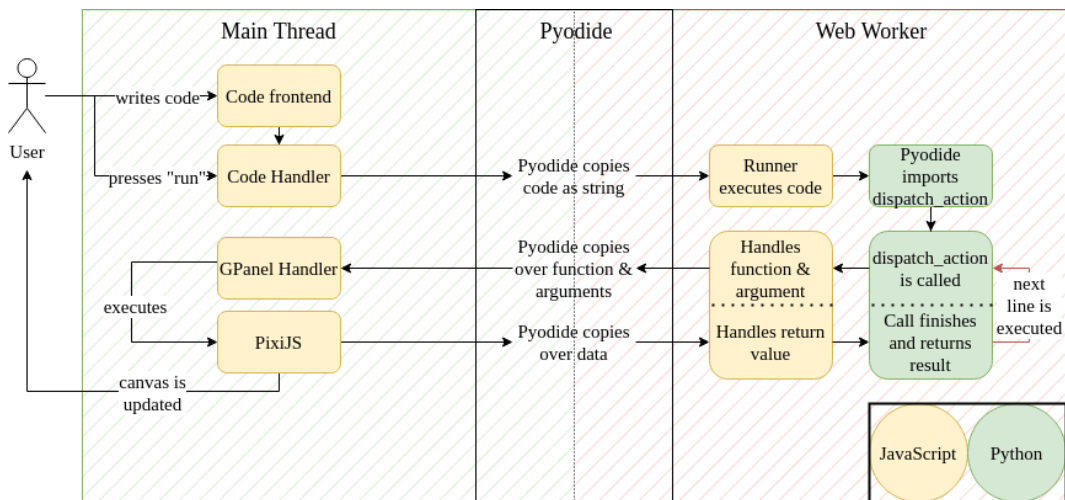 Main Thread
Pyodide
Web Worker
User
writes code
Code frontend
presses "run"
Code Handler
Pyodide copies
code as string
Runner
executes code
Pyodide
imports
dispatch_action
GPanel Handler
Pyodide copies
over function &
arguments
Handles
function &
argument
dispatch_action
is called
next
line is
executed
executes
PixiJS
Pyodide copies
over data
Handles return
value
Call finishes
and returns
result
canvas is
updated
JavaScript
Python